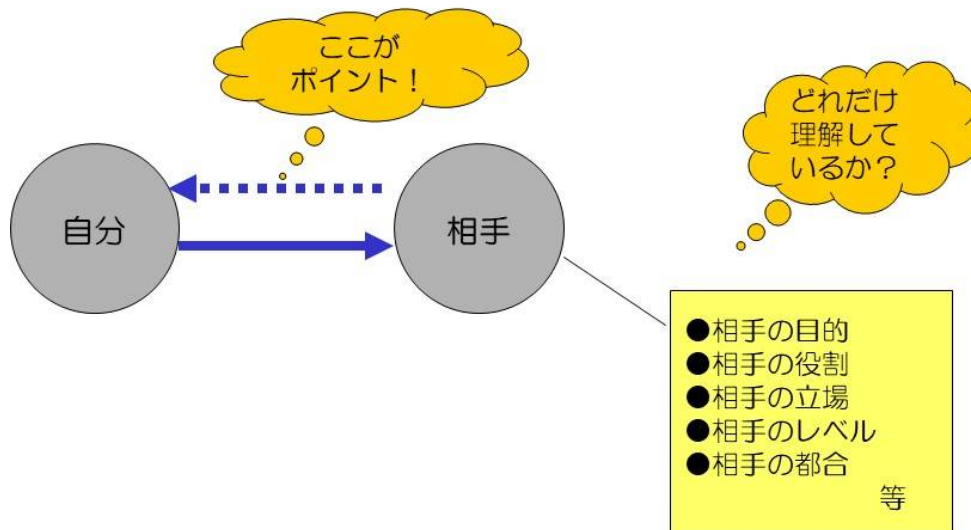 ここが
ポイント！
どれだけ
理解して
いるか？
自分
相手
●相手の目的
●相手の役割
●相手の立場
●相手のレベル
●相手の都合
等